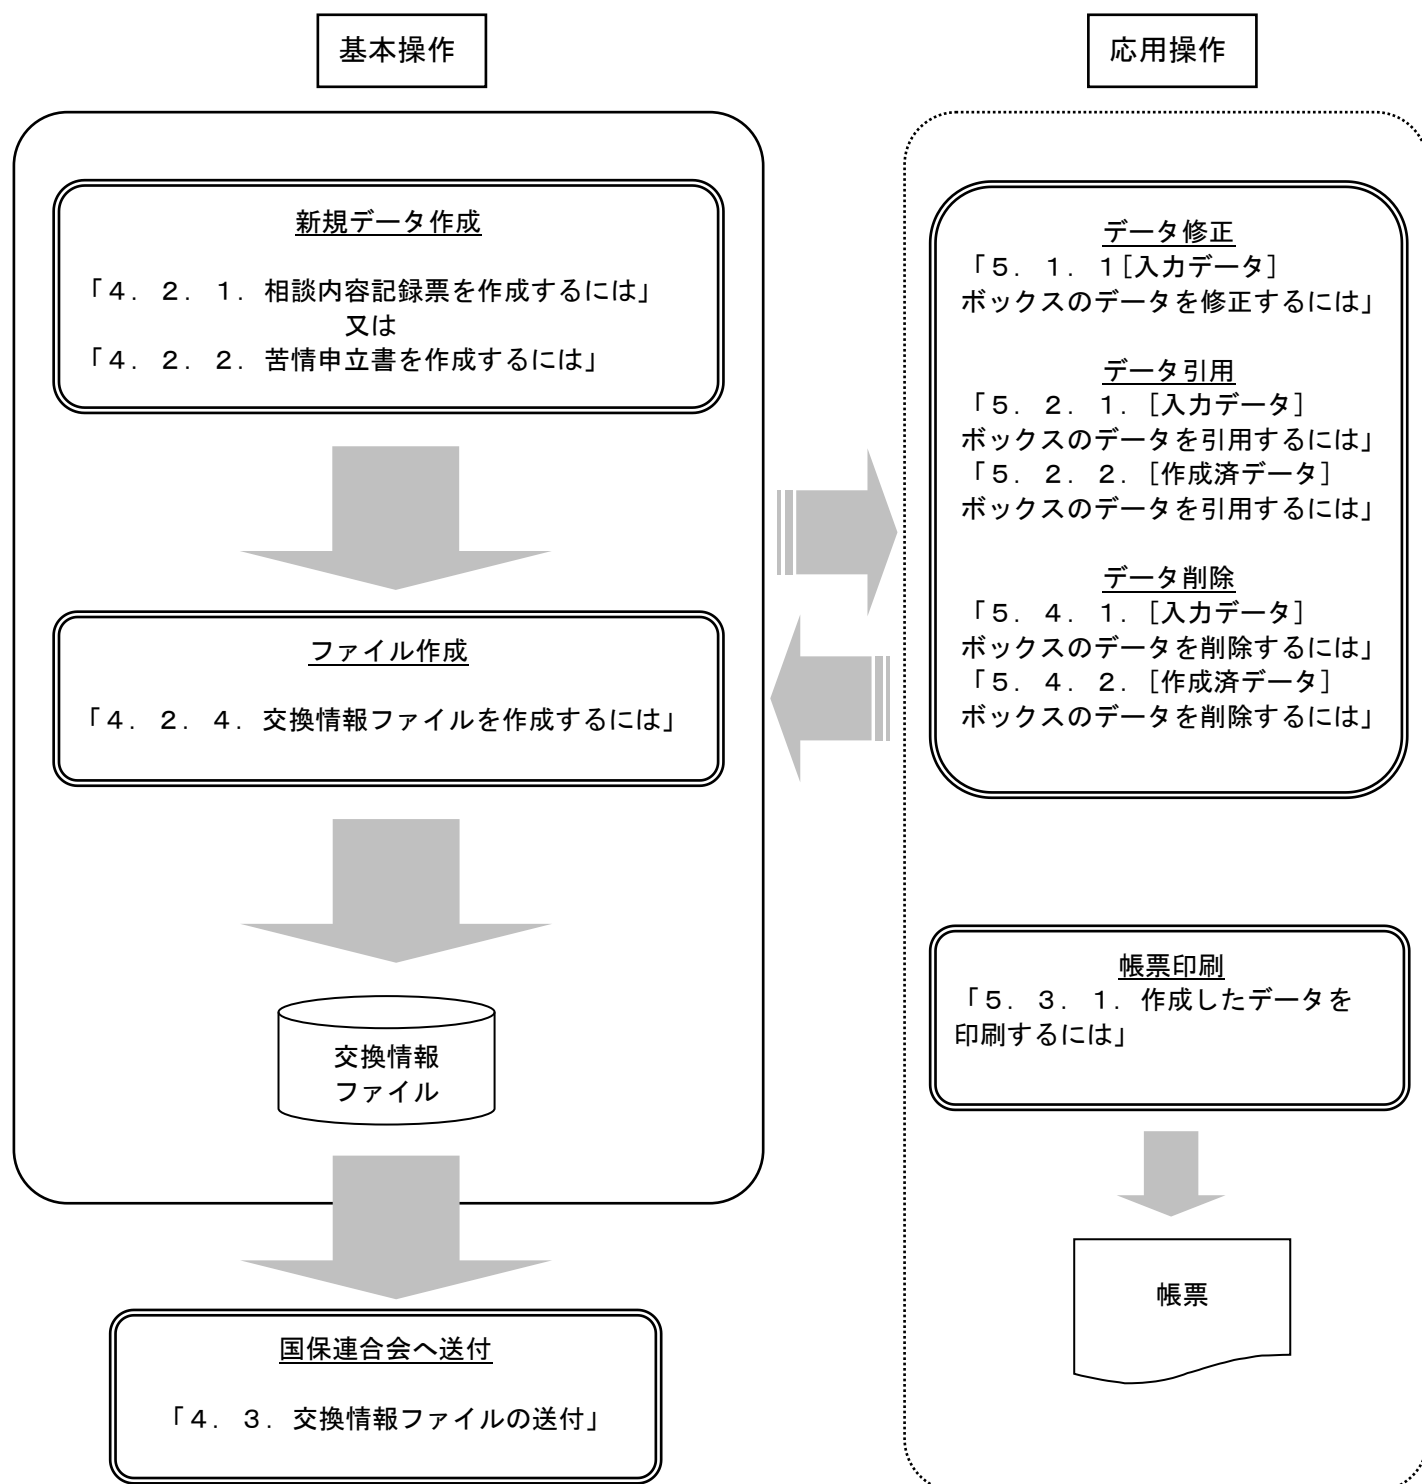 基本操作
新規データ作成
「４．２．１．相談内容記録票を作成するには」
又は
「４．２．２．苦情申立書を作成するには」
ファイル作成
「４．２．４．交換情報ファイルを作成するには」
交換情報
ファイル
国保連合会へ送付
「４．３．交換情報ファイルの送付」
応用操作
データ修正
「５．１．１[入力データ]
ボックスのデータを修正するには」
データ引用
「５．２．１．[入力データ]
ボックスのデータを引用するには」
「５．２．２．[作成済データ]
ボックスのデータを引用するには」
データ削除
「５．４．１．[入力データ]
ボックスのデータを削除するには」
「５．４．２．[作成済データ]
ボックスのデータを削除するには」
帳票印刷
「５．３．１．作成したデータを
印刷するには」
帳票